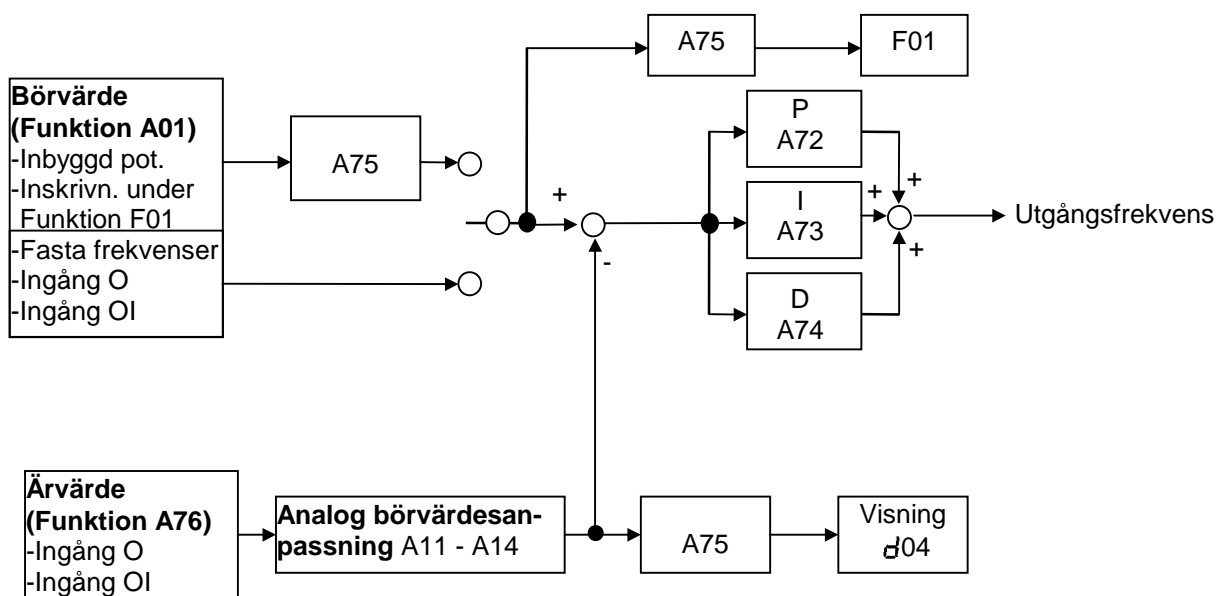 A75
F01
Börvärde
(Funktion A01)
-Inbyggd pot.
-Inskrivn. under
Funktion F01
-Fasta frekvenser
-Ingång O
-Ingång OI
A75
+
-
P
A72
I
A73
D
A74
+
+
+
Utgångsfrekvens
Ärvärde
(Funktion A76)
-Ingång O
-Ingång OI
Analog börvärdesan-
passning A11 - A14
A75
Visning
d04